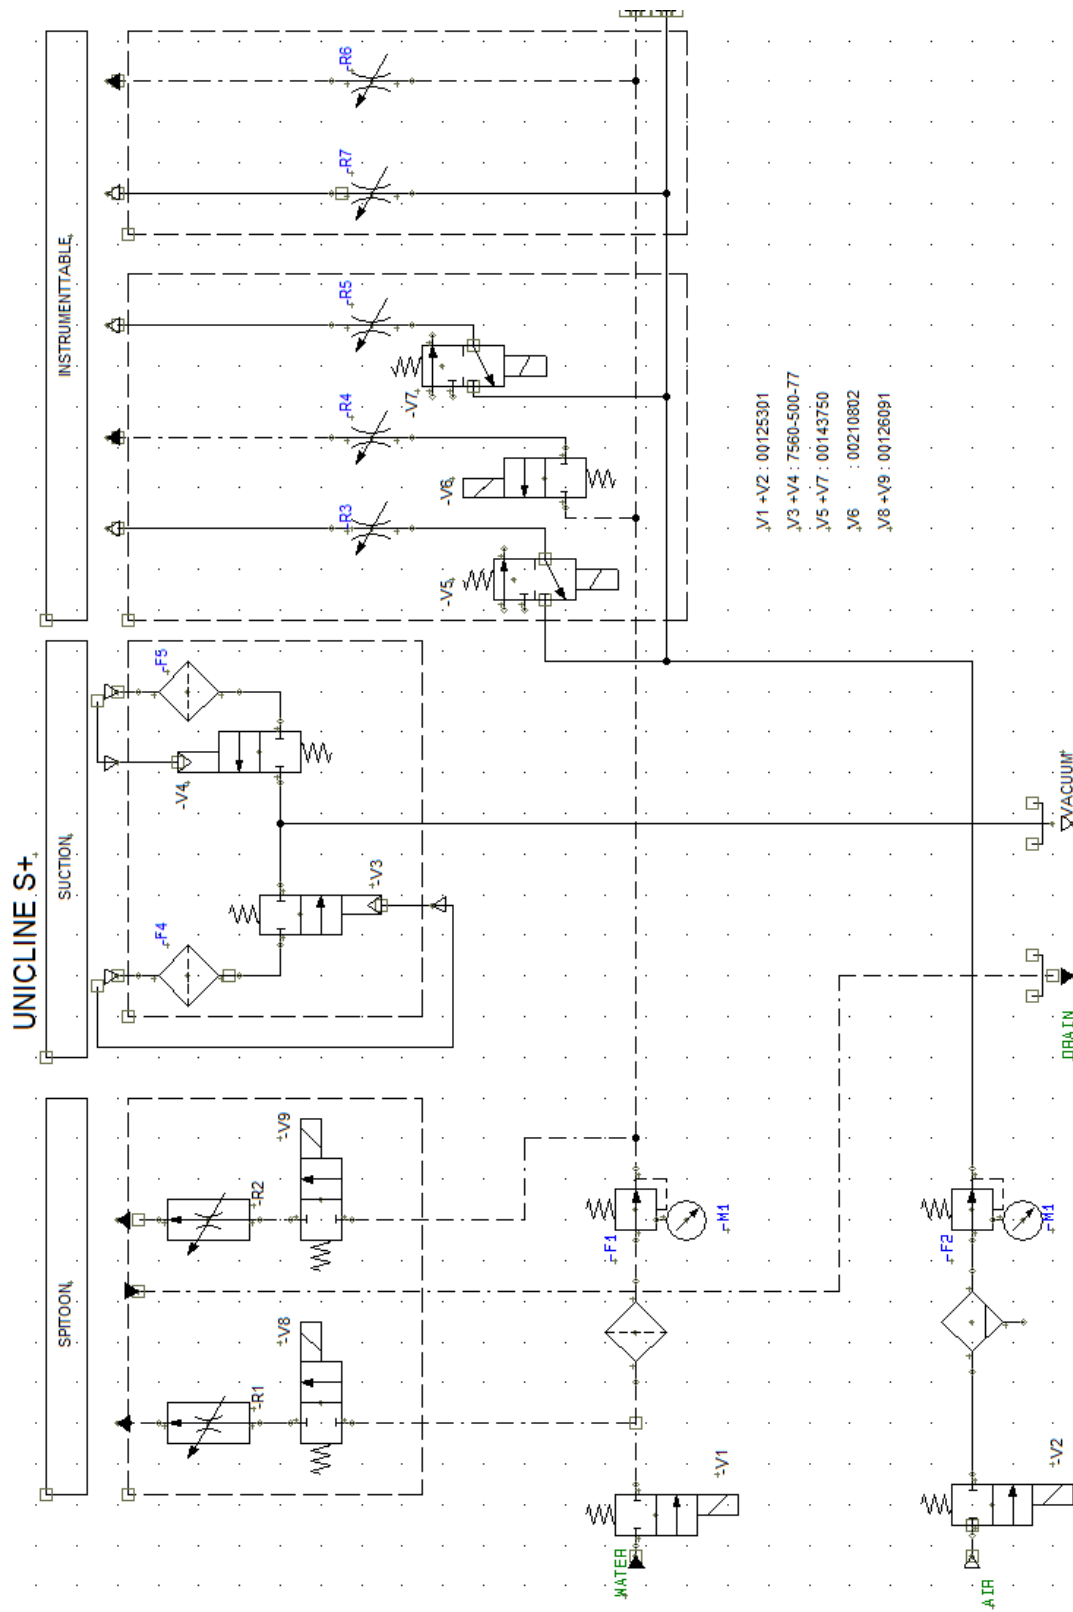 UNICLINE S+
SPITOON
SUCTION
INSTRUMENTTABLE
-R1
-V8
-R2
-V9
-F4
-V3
-V4
-F5
-R3
-V5
-R4
-V6
-R5
-V7
-R7
-R6
V1 +V2 : 00125301
V3 +V4 : 7560-500-77
V5 +V7 : 00143750
V6 : 00210802
V8 +V9 : 00126091
WATER
-V1
-F1
-M1
AIR
-V2
-F2
-M1
DRAIN
VACUUM